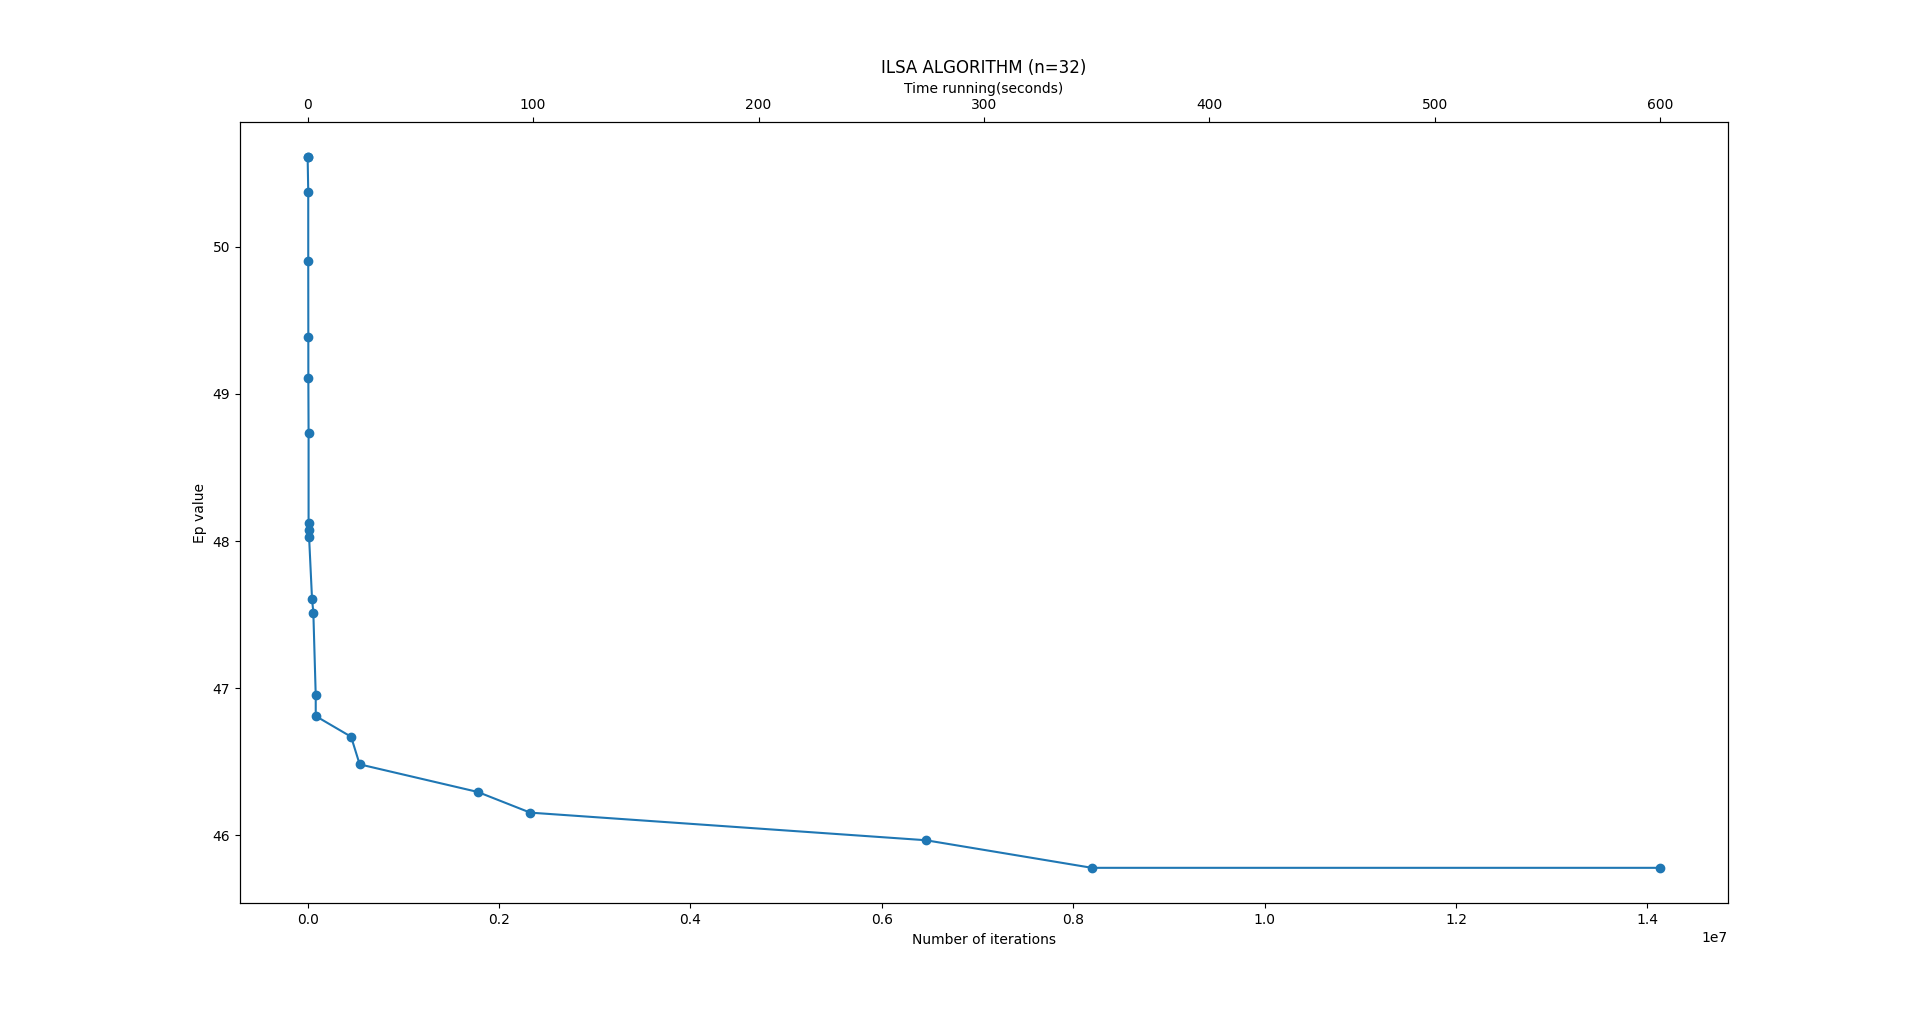 ILSA ALGORITHM (n=32)
Time running(seconds)
0 100 200 300 400 500 600
50
49
48
47
46
Ep value
0.0 0.2 0.4 0.6 0.8 1.0 1.2 1.4
1e7
Number of iterations